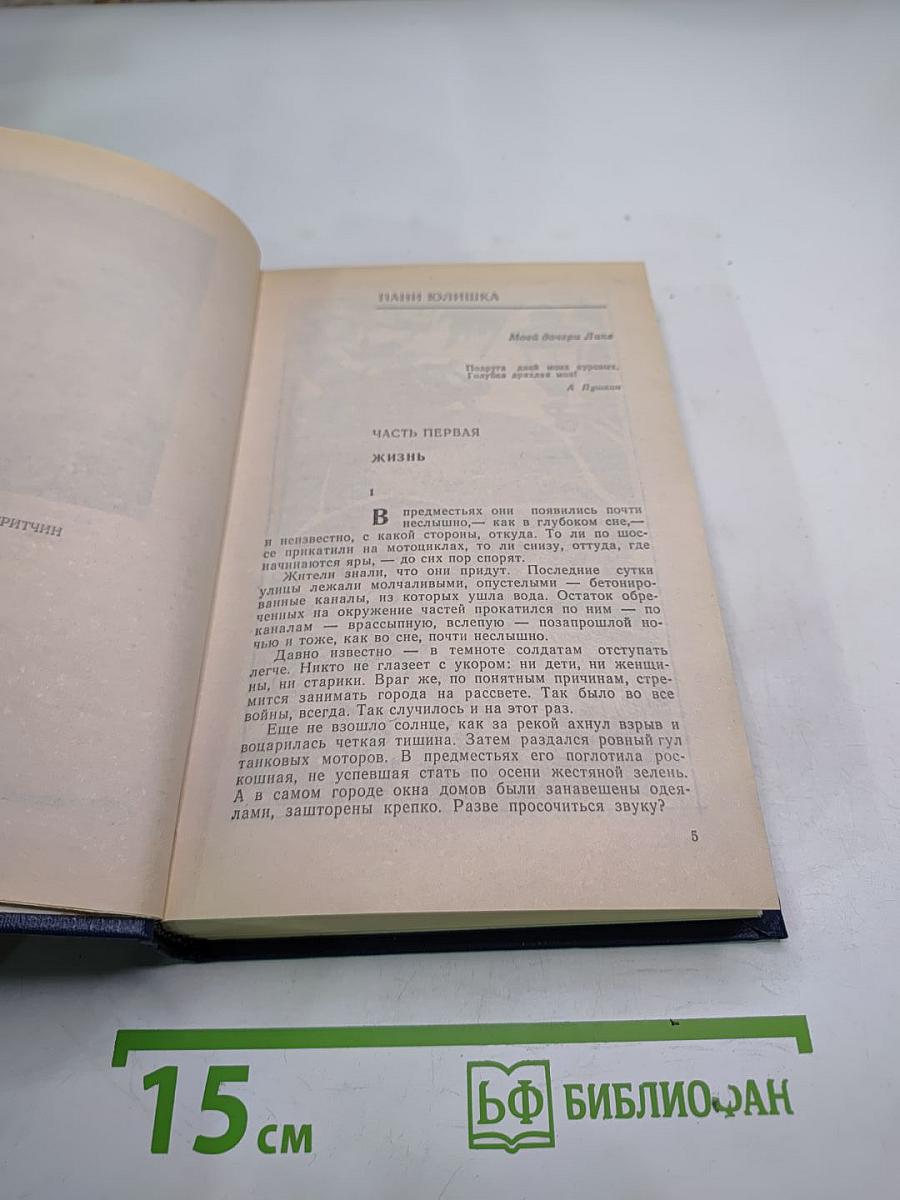 РИТЧИН
ПАНИ ЮЛИШКА
Моей дочери Лиле
Подруга дней моих суровых,
Голубка дряхлая моя!
А Пушкин
ЧАСТЬ ПЕРВАЯ
ЖИЗНЬ
1
В предместьях они появились почти
неслышно,— как в глубоком сне,—
и неизвестно, с какой стороны, откуда. То ли по шос-
се прикатили на мотоциклах, то ли снизу, оттуда, где
начинаются яры, — до сих пор спорят.
Жители знали, что они придут. Последние сутки
улицы лежали молчаливыми, опустелыми — бетониро-
ванные каналы, из которых ушла вода. Остаток обре-
ченных на окружение частей прокатился по ним — по
каналам — врассыпную, вслепую — позапрошлой но-
чью и тоже, как во сне, почти неслышно.
Давно известно — в темноте солдатам отступать
легче. Никто не глазеет с укором: ни дети, ни женщи-
ны, ни старики. Враг же, по понятным причинам, стре-
мится занимать города на рассвете. Так было во все
войны, всегда. Так случилось и на этот раз.
Еще не взошло солнце, как за рекой ахнул взрыв и
воцарилась четкая тишина. Затем раздался ровный гул
танковых моторов. В предместьях его поглотила рос-
кошная, не успевшая стать по осени жестяной зелень.
А в самом городе окна домов были занавешены одея-
лами, зашторены крепко. Разве просочиться звуку?
5
15 см
БФ БИБЛИОФАН